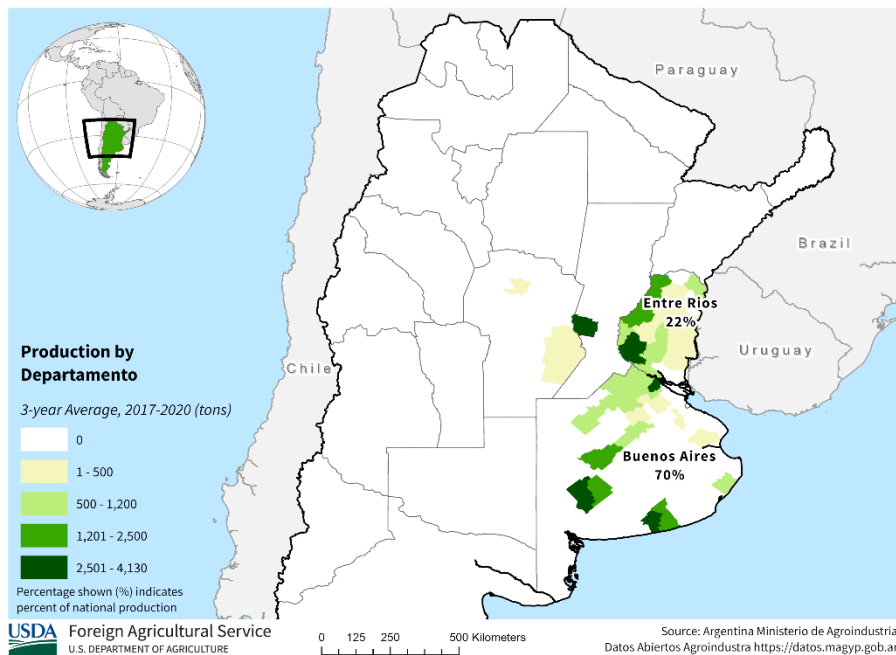 Paraguay
Brazil
Entre Rios
22%
Uruguay
Chile
Buenos Aires
70%
Production by
Departamento
3-year Average, 2017-2020 (tons)
0
1 - 500
500 - 1,200
1,201 - 2,500
2,501 - 4,130
Percentage shown (%) indicates
percent of national production
USDA Foreign Agricultural Service
U.S. DEPARTMENT OF AGRICULTURE
0 125 250 500 Kilometers
Source: Argentina Ministerio de Agroindustria
Datos Abiertos Agroindustra https://datos.magyp.gob.ar